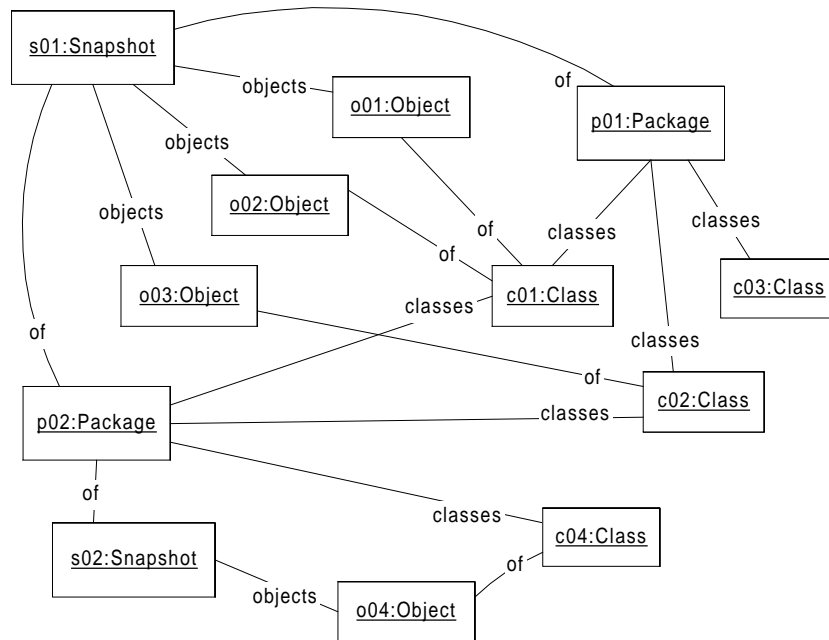 s01:Snapshot
objects
o01:Object
of
p01:Package
objects
o02:Object
objects
of
of
classes
classes
o03:Object
c01:Class
c03:Class
classes
of
classes
of
c02:Class
p02:Package
classes
of
classes
c04:Class
s02:Snapshot
of
objects
o04:Object